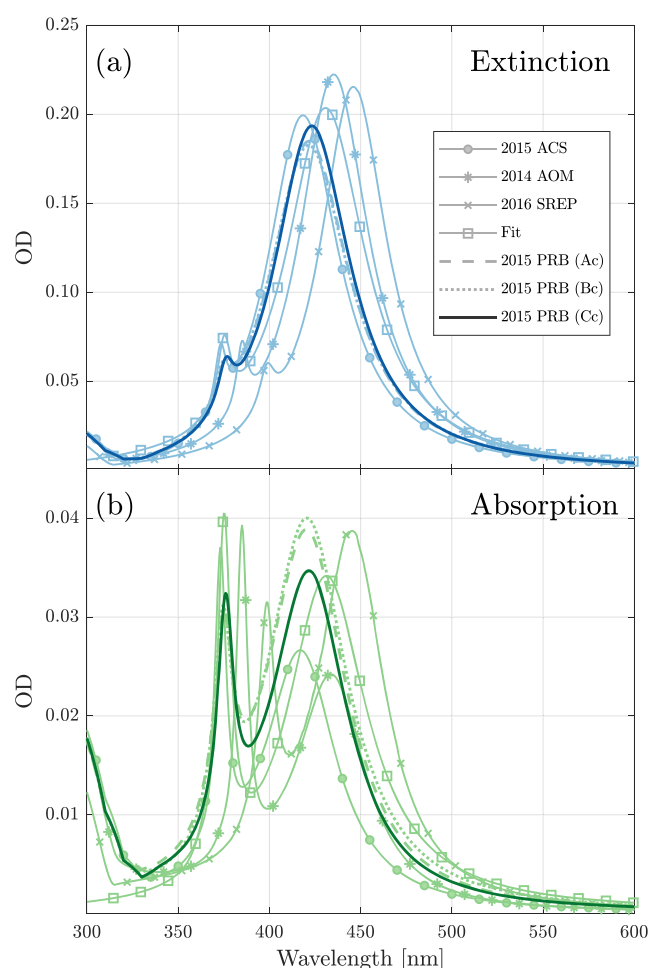 0.25
(a)
Extinction
0.20
2015 ACS
2014 AOM
2016 SREP
0.15
Fit
OD
2015 PRB (Ac)
2015 PRB (Bc)
0.10
2015 PRB (Cc)
0.05
(b)
Absorption
0.04
0.03
OD
0.02
0.01
300 350 400 450 500 550 600
Wavelength [nm]